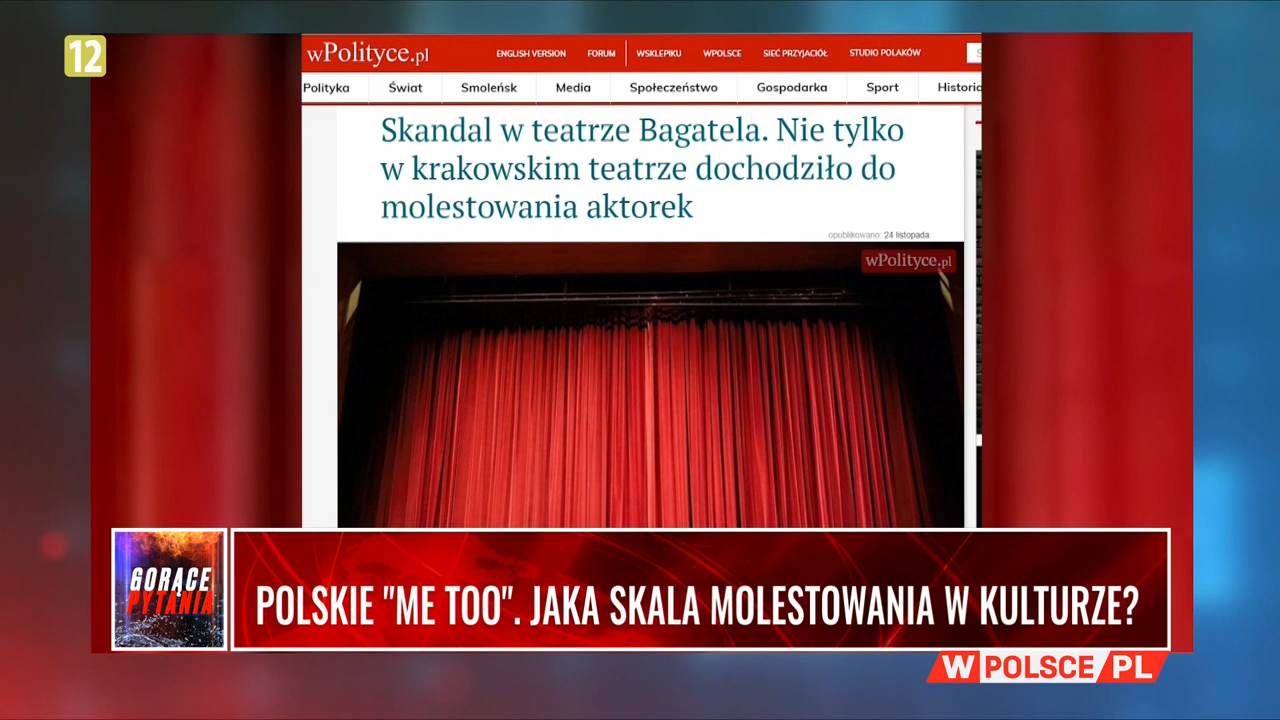 12
wPolityce.pl
ENGLISH VERSION FORUM WSKLEPIKU WPOLSCE SIEĆ PRZYJACIÓŁ STUDIO POLAKÓW
Polityka Świat Smoleńsk Media Społeczeństwo Gospodarka Sport Historia
Skandal w teatrze Bagatela. Nie tylko
w krakowskim teatrze dochodziło do
molestowania aktorek
opublikowano: 24 listopada
wPolityce.pl
GORĄCE
PYTANIA
POLSKIE "ME TOO". JAKA SKALA MOLESTOWANIA W KULTURZE?
WPOLSCE PL